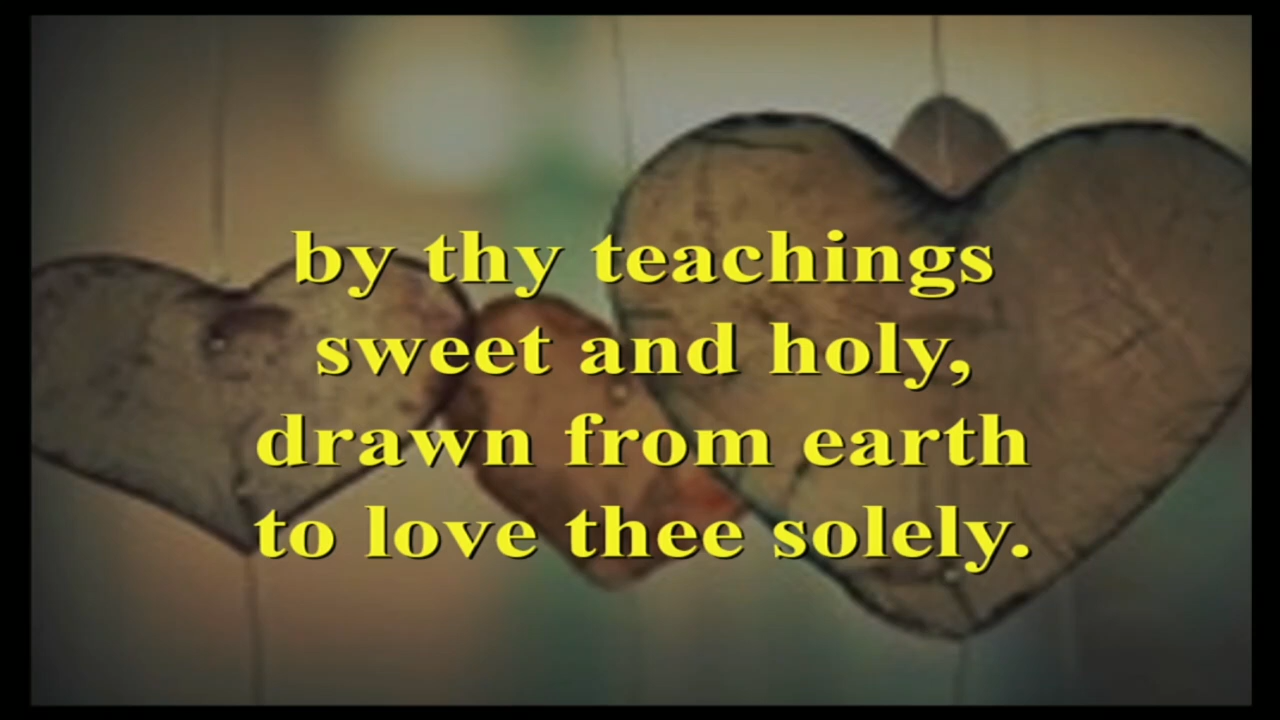 by thy teachings
sweet and holy,
drawn from earth
to love thee solely.